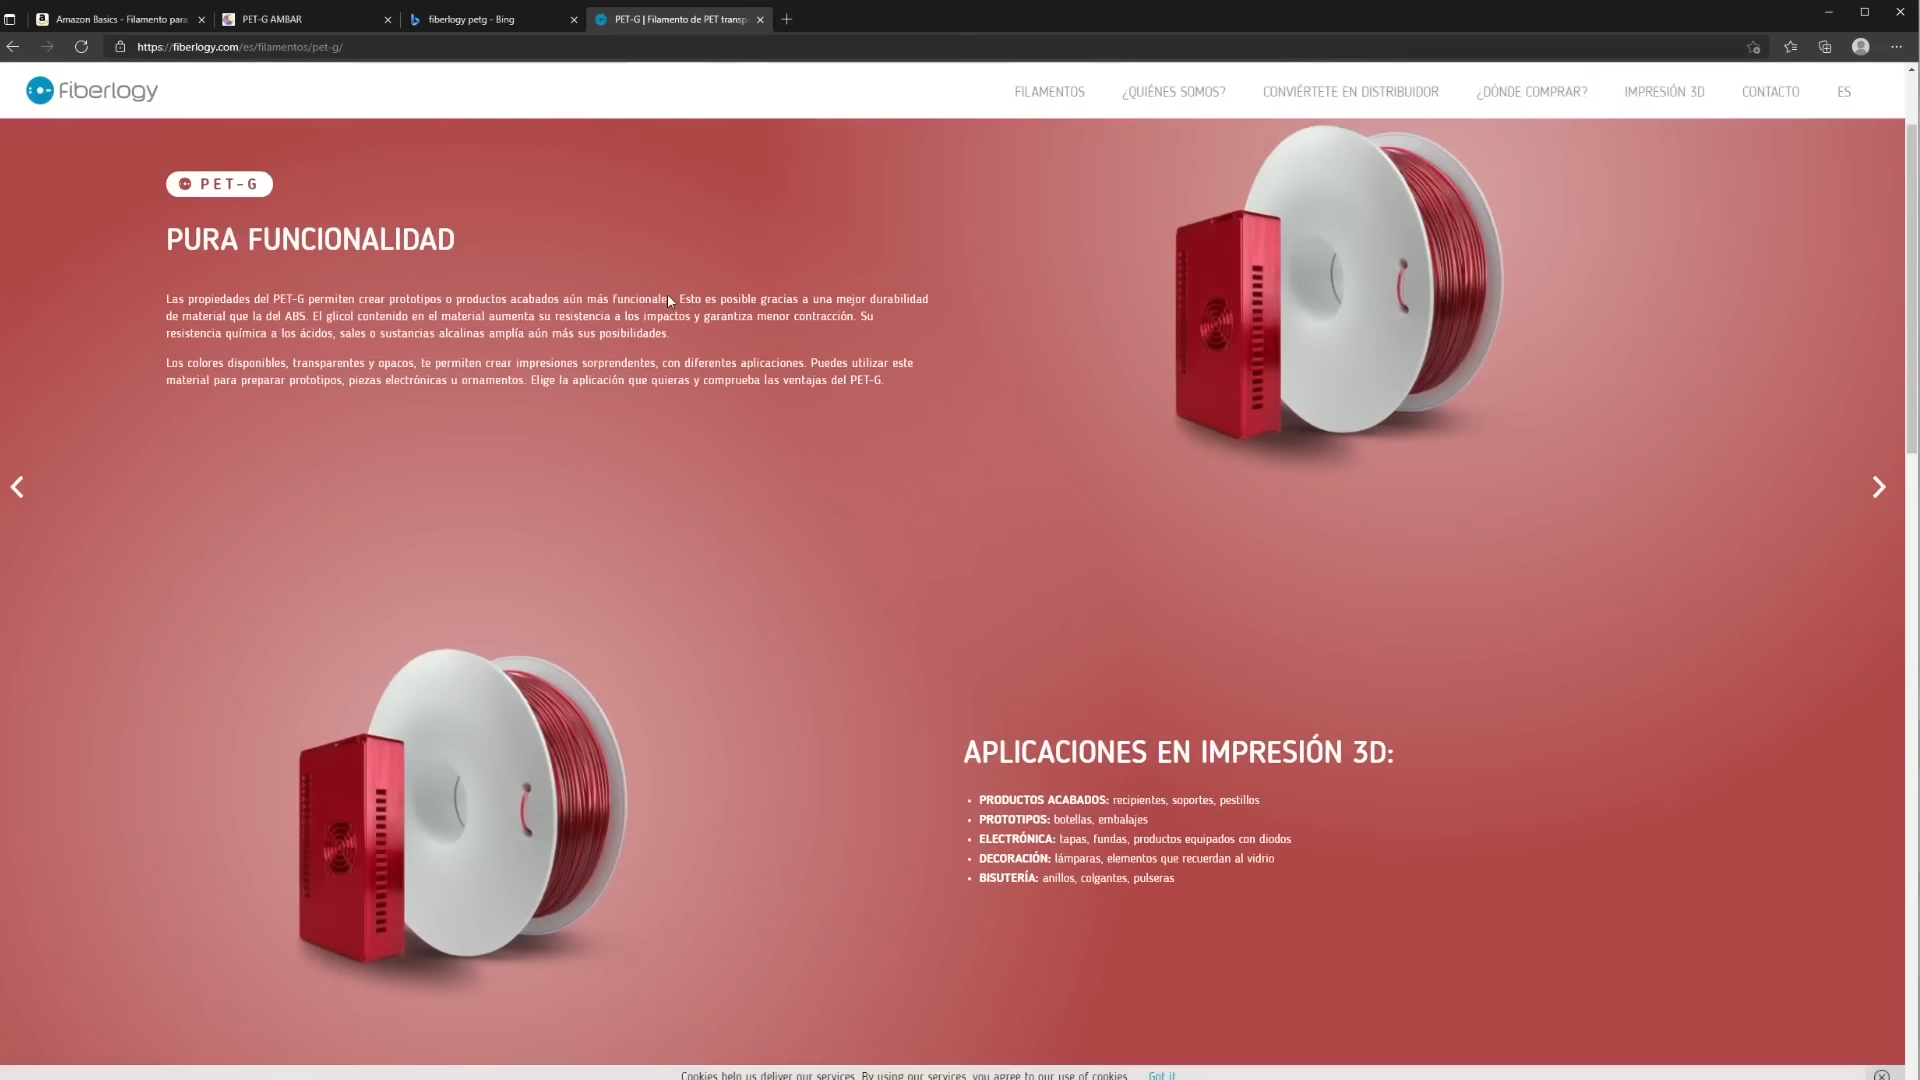 Amazon Basics - Filamento para
PET-G AMBAR
fiberlogy petg - Bing
PET-G | Filamento de PET transp
https://fiberlogy.com/es/filamentos/pet-g/
fiberlogy
FILAMENTOS
¿QUIÉNES SOMOS?
CONVIÉRTETE EN DISTRIBUIDOR
¿DÓNDE COMPRAR?
IMPRESIÓN 3D
CONTACTO
ES
PET-G
PURA FUNCIONALIDAD
Las propiedades del PET-G permiten crear prototipos o productos acabados aún más funcionale Esto es posible gracias a una mejor durabilidad
de material que la del ABS. El glicol contenido en el material aumenta su resistencia a los impactos y garantiza menor contracción. Su
resistencia química a los ácidos, sales o sustancias alcalinas amplía aún más sus posibilidades.
Los colores disponibles, transparentes y opacos, te permiten crear impresiones sorprendentes, con diferentes aplicaciones. Puedes utilizar este
material para preparar prototipos, piezas electrónicas u ornamentos. Elige la aplicación que quieras y comprueba las ventajas del PET-G.
APLICACIONES EN IMPRESIÓN 3D:
• PRODUCTOS ACABADOS: recipientes, soportes, pestillos
• PROTOTIPOS: botellas, embalajes
• ELECTRÓNICA: tapas, fundas, productos equipados con diodos
• DECORACIÓN: lámparas, elementos que recuerdan al vidrio
• BISUTERÍA: anillos, colgantes, pulseras
Cookies help us deliver our services. By using our services, you agree to our use of cookies. Got it